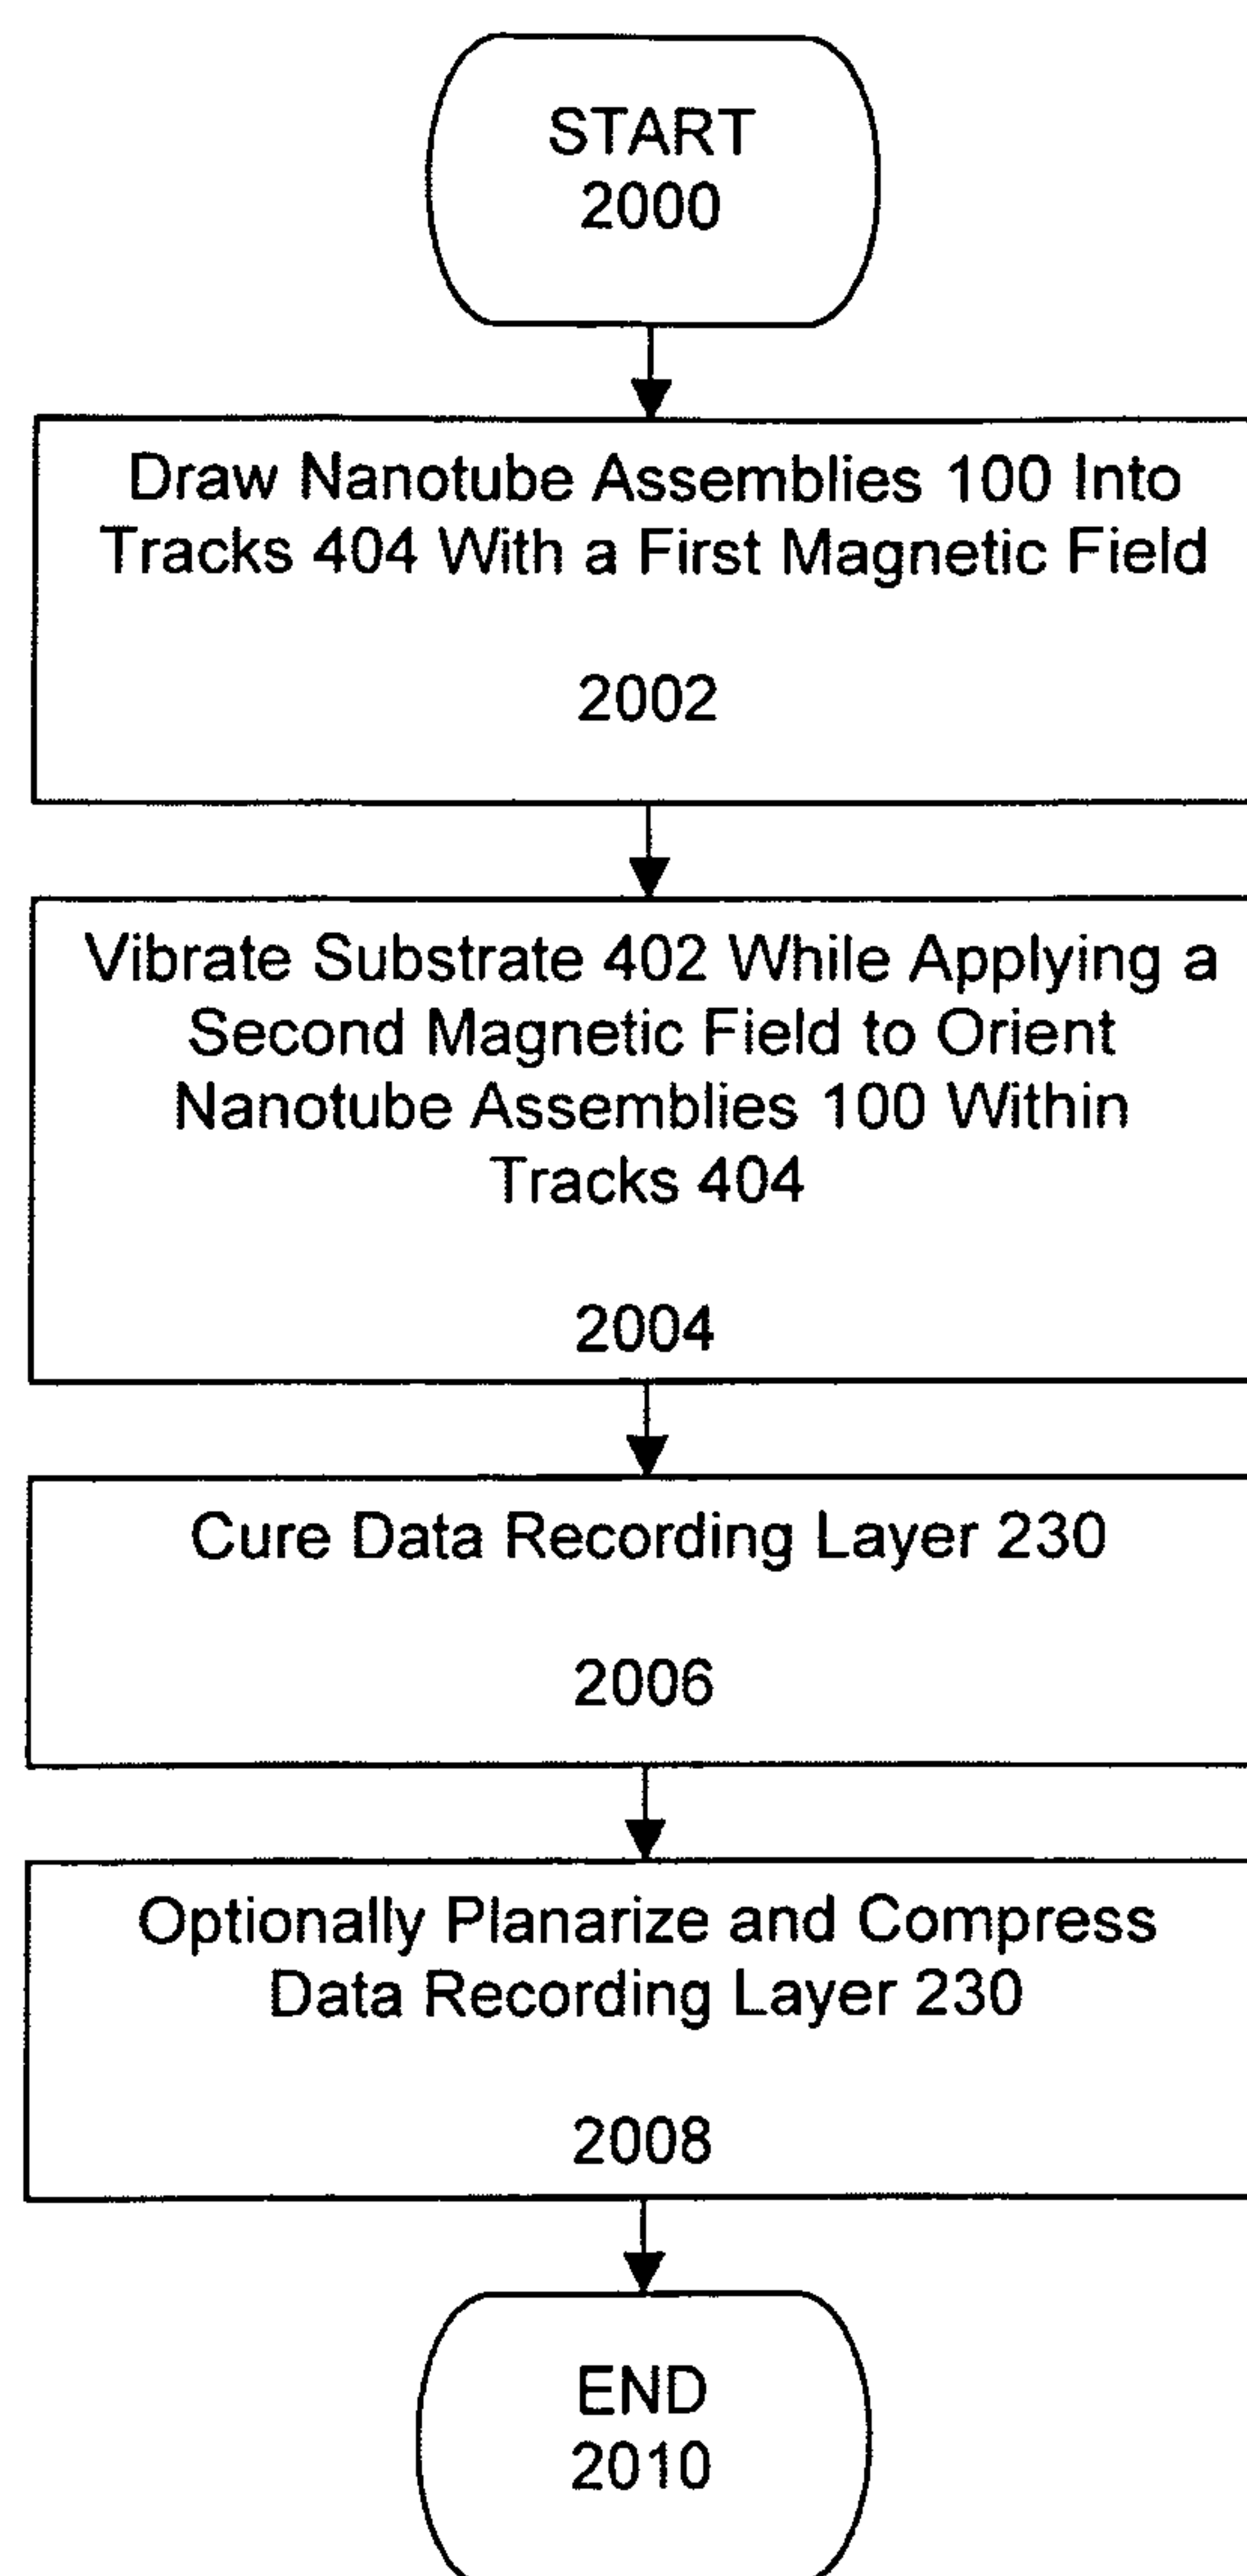 START
2000
Draw Nanotube Assemblies 100 Into
Tracks 404 With a First Magnetic Field
2002
Vibrate Substrate 402 While Applying a
Second Magnetic Field to Orient
Nanotube Assemblies 100 Within
Tracks 404
2004
Cure Data Recording Layer 230
2006
Optionally Planarize and Compress
Data Recording Layer 230
2008
END
2010